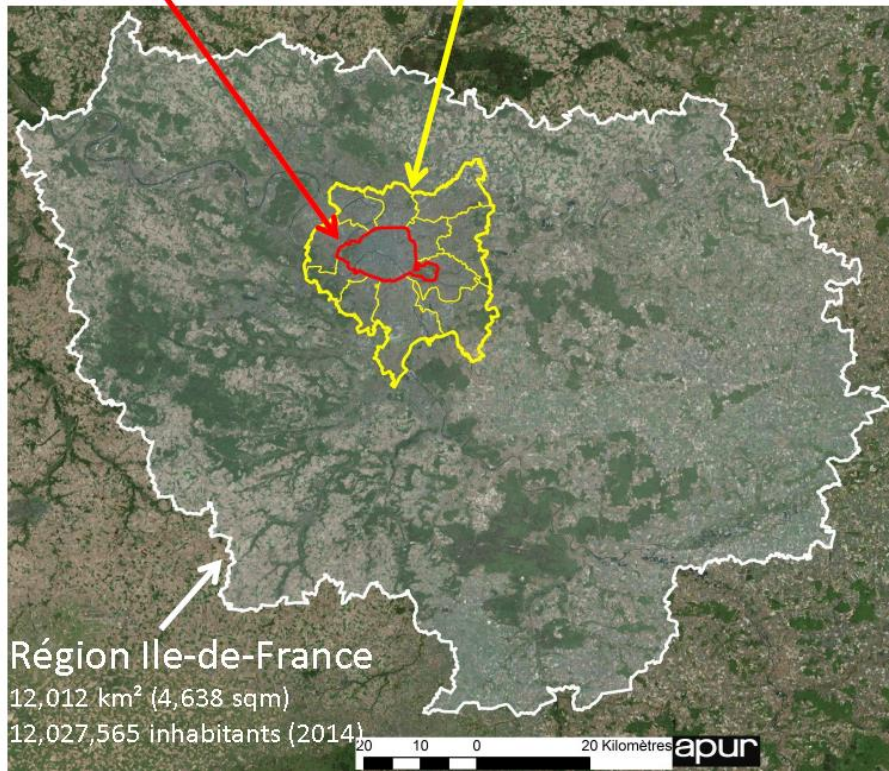 Région Ile-de-France
12,012 km² (4,638 sqm)
12,027,565 inhabitants (2014)
20 10 0 20 Kilomètres apur